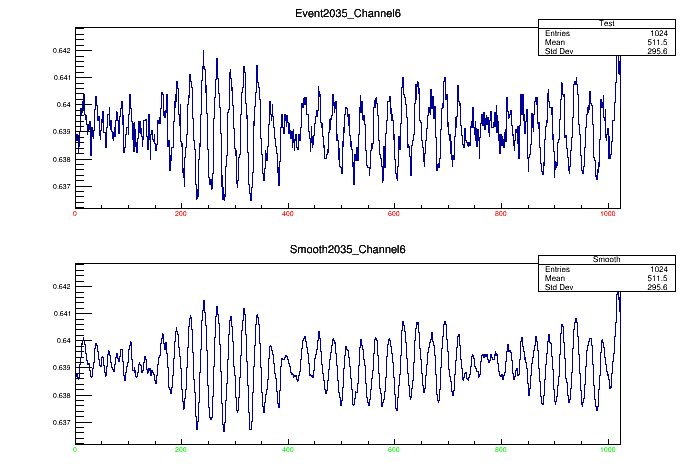 Event2035_Channel6
Test
Entries 1024
Mean 511.5
Std Dev 295.6
0.642
0.641
0.64
0.639
0.638
0.637
0 200 400 600 800 1000
Smooth2035_Channel6
Smooth
Entries 1024
Mean 511.5
Std Dev 295.6
0.642
0.641
0.64
0.639
0.638
0.637
0 200 400 600 800 1000